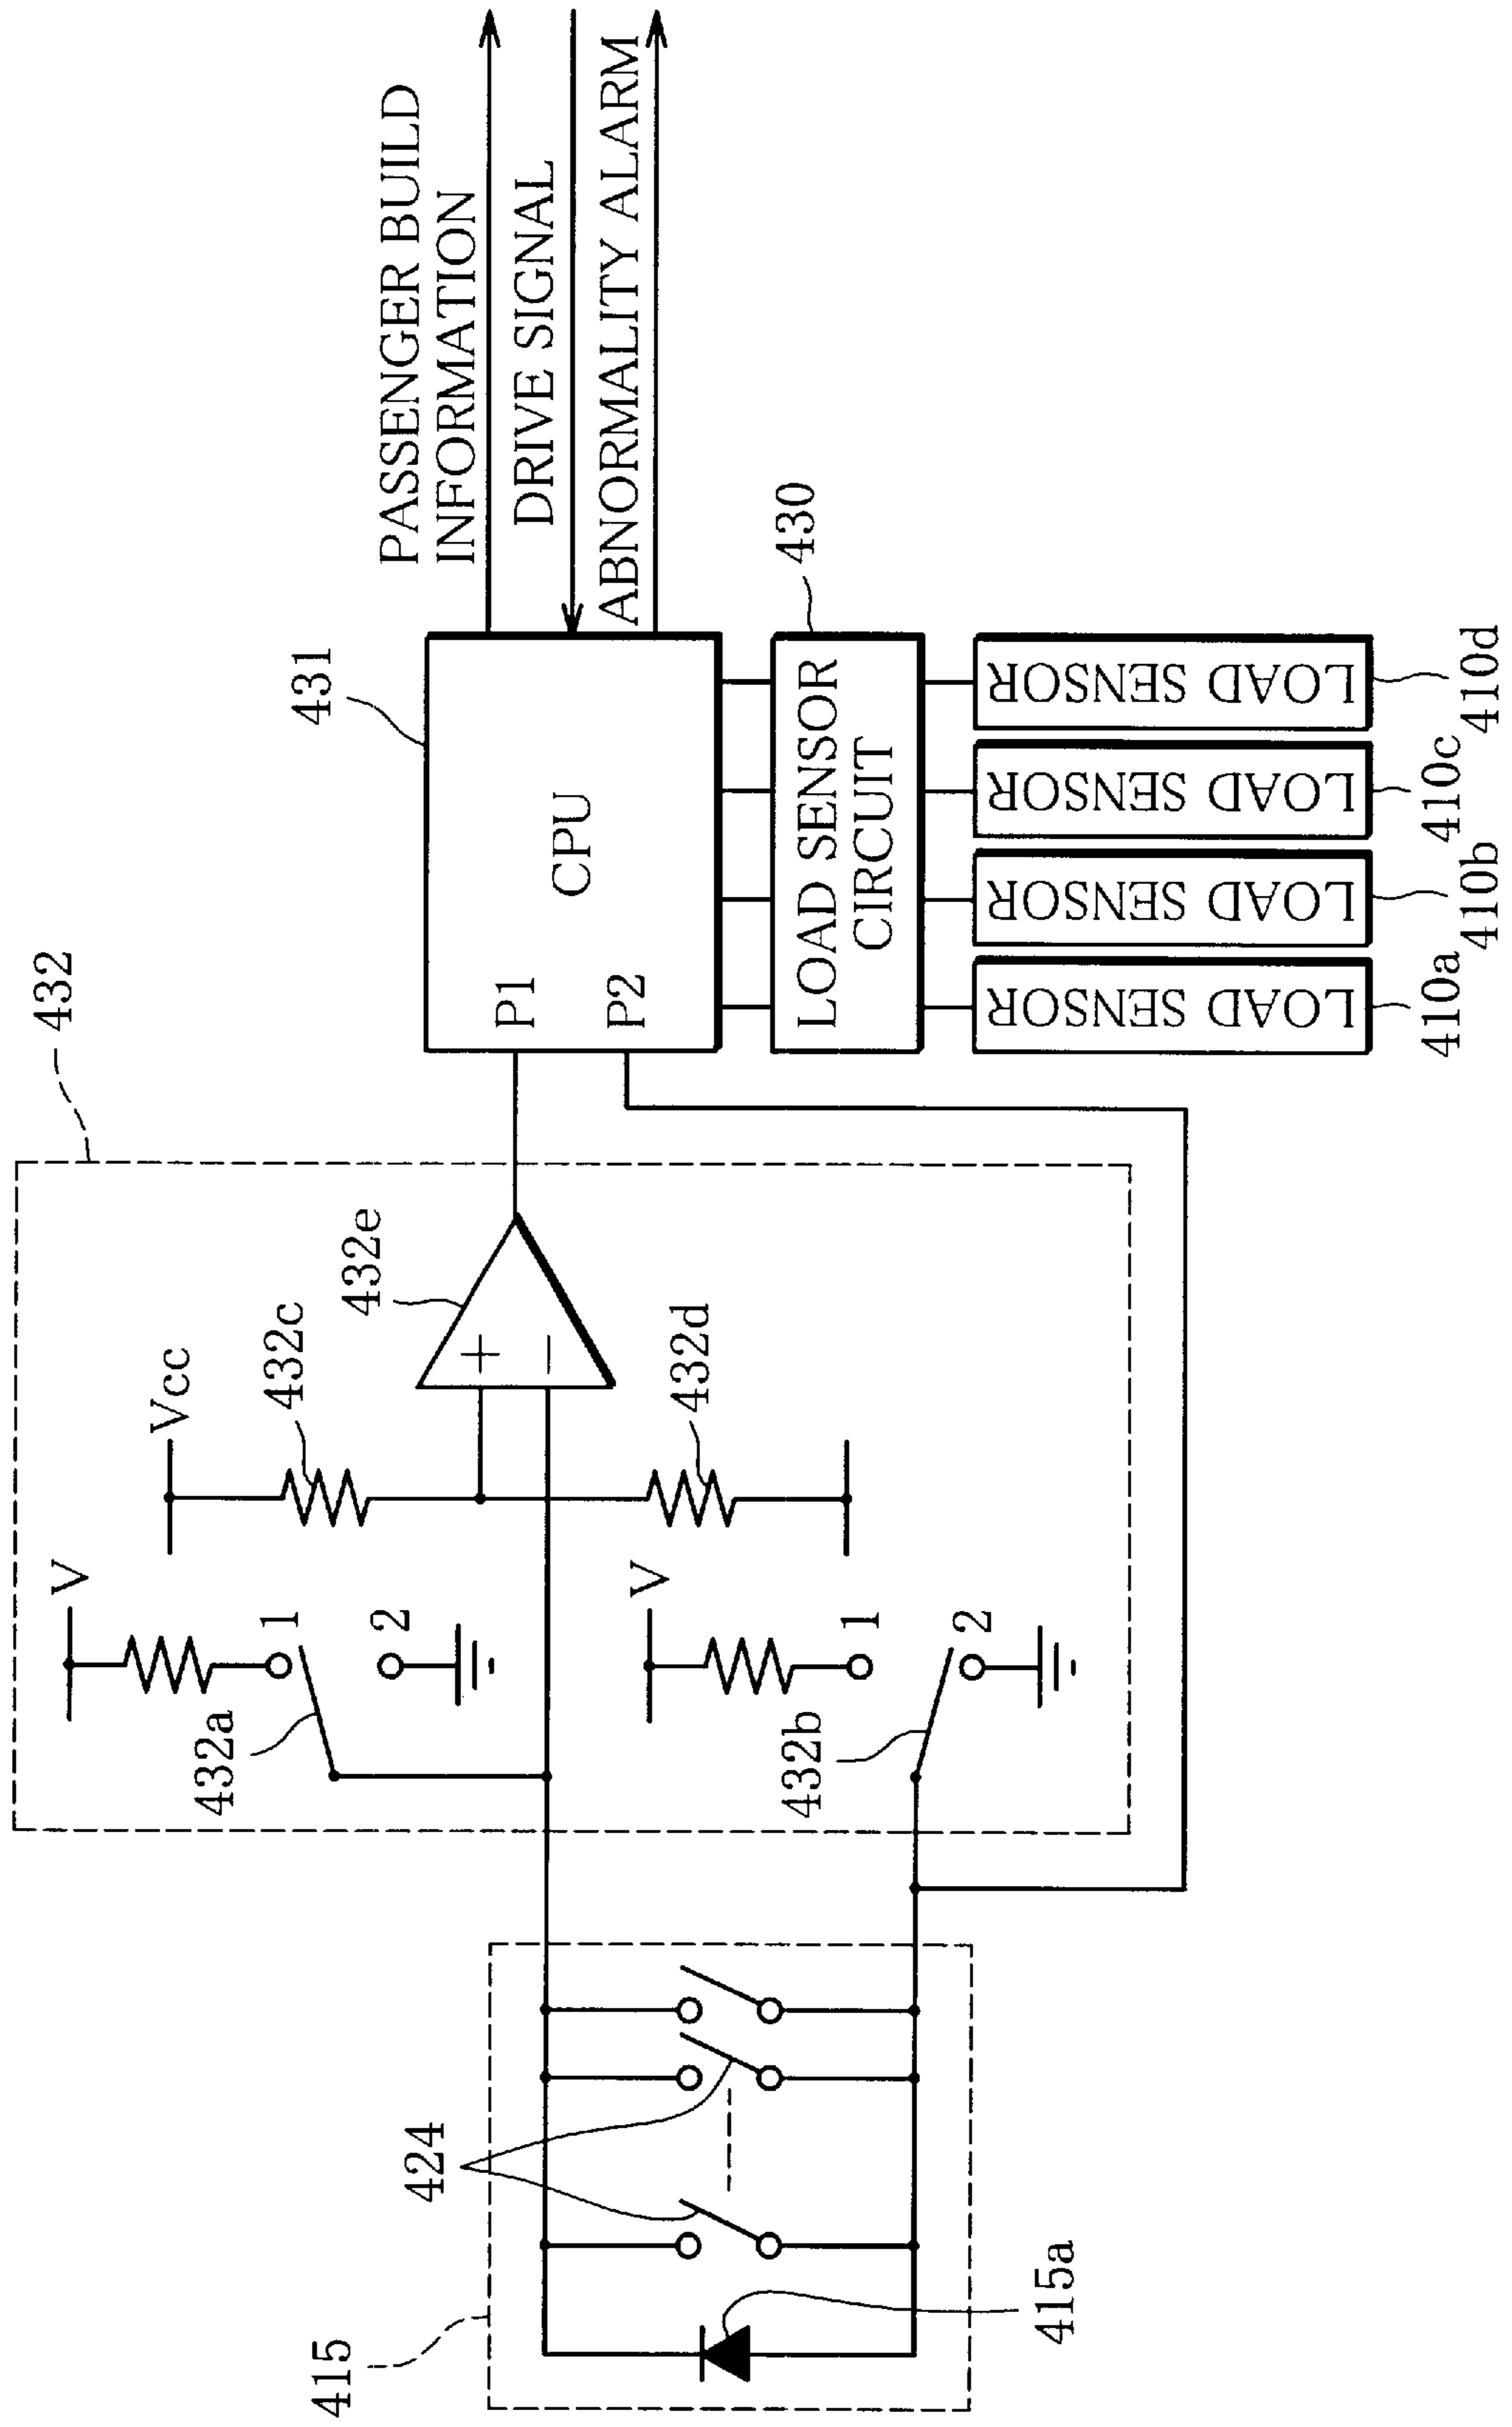 432
V
Vcc
1
432c
432a
2
432e
431
PASSENGER BUILD
INFORMATION
DRIVE SIGNAL
ABNORMALITY ALARM
P1
CPU
P2
415
424
415a
V
432d
1
432b
2
430
LOAD SENSOR
CIRCUIT
LOAD SENSOR
LOAD SENSOR
LOAD SENSOR
LOAD SENSOR
410a
410b
410c
410d